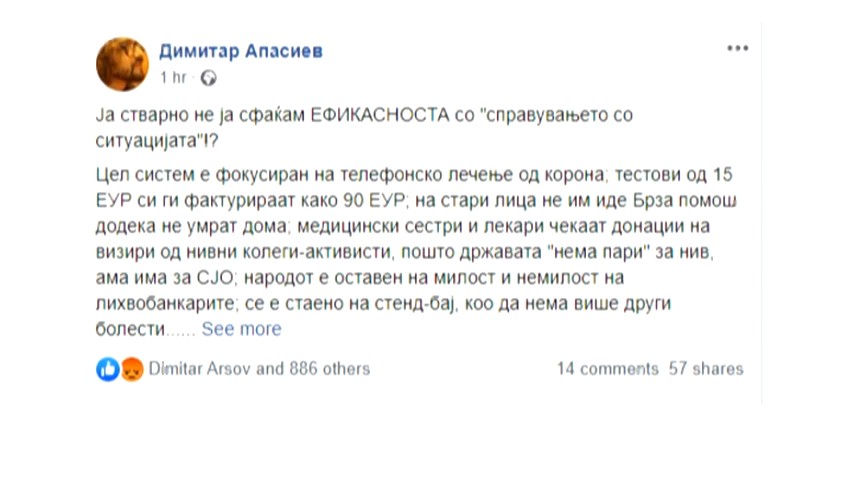 Димитар Апасиев
1 hr
Ја стварно не ја сфаќам ЕФИКАСНОСТА со "справувањето со
ситуацијата"!?
Цел систем е фокусиран на телефонско лечење од корона; тестови од 15
ЕУР си ги фактурираат како 90 ЕУР; на стари лица не им иде Брза помош
додека не умрат дома; медицински сестри и лекари чекаат донации на
визири од нивни колеги-активисти, пошто државата "нема пари" за нив,
ама има за СЈО; народот е оставен на милост и немилост на
лихвобанкарите; се е стаено на стенд-бај, коо да нема више други
болести...... See more
Dimitar Arsov and 886 others
14 comments 57 shares